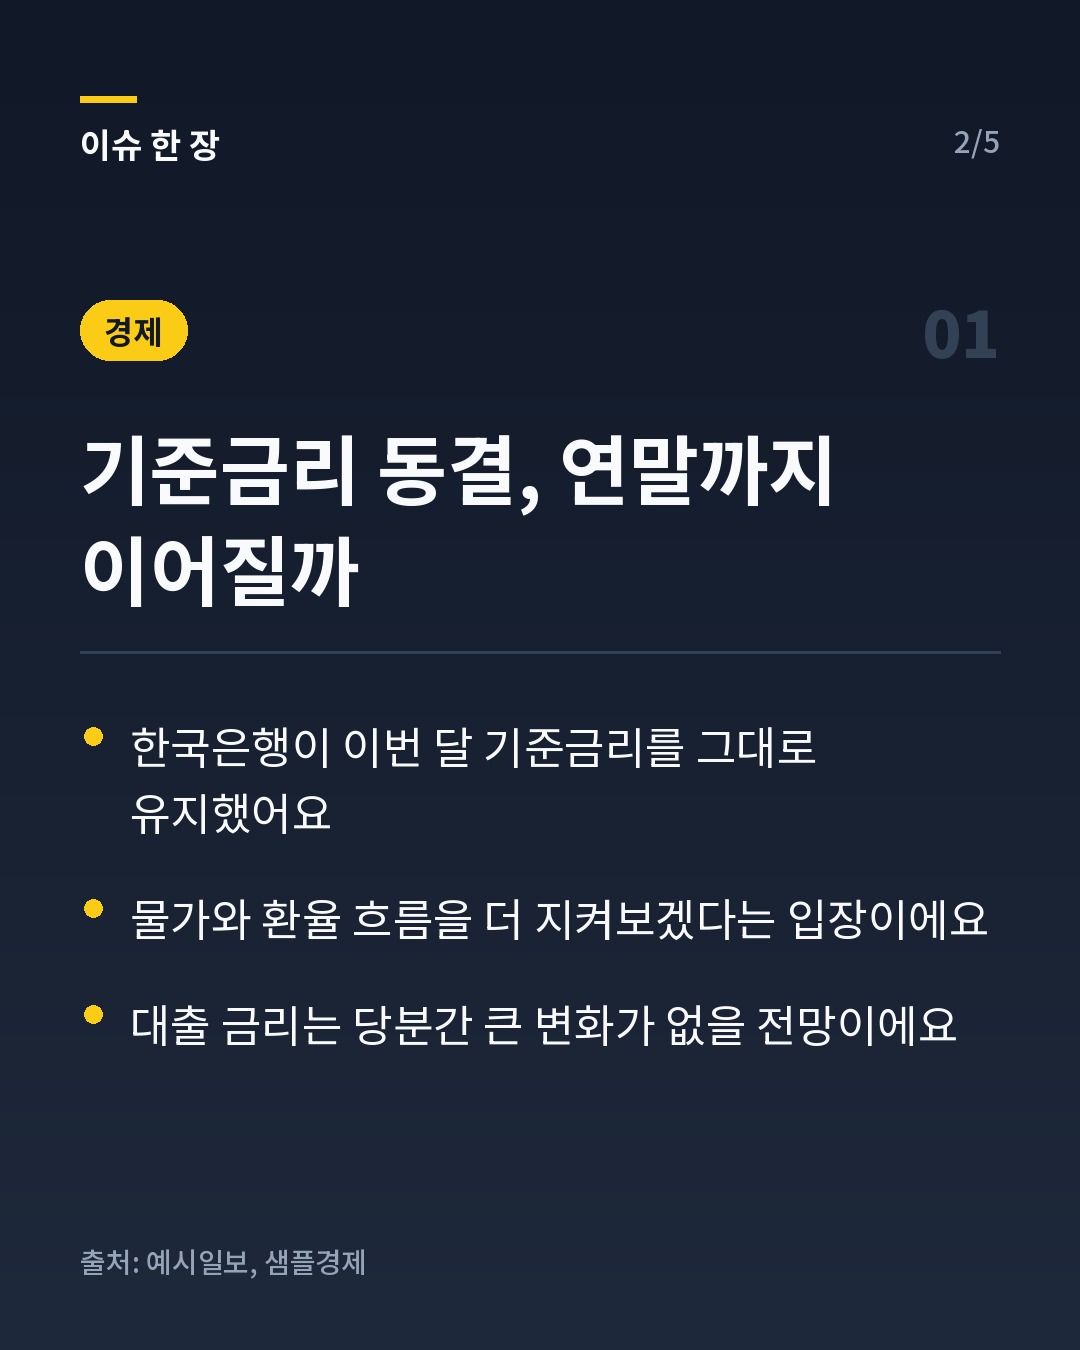 이슈 한 장
2/5
경제
01
기준금리 동결, 연말까지
이어질까
한국은행이 이번 달 기준금리를 그대로
유지했어요
물가와 환율 흐름을 더 지켜보겠다는 입장이에요
대출 금리는 당분간 큰 변화가 없을 전망이에요
출처: 예시일보, 샘플경제